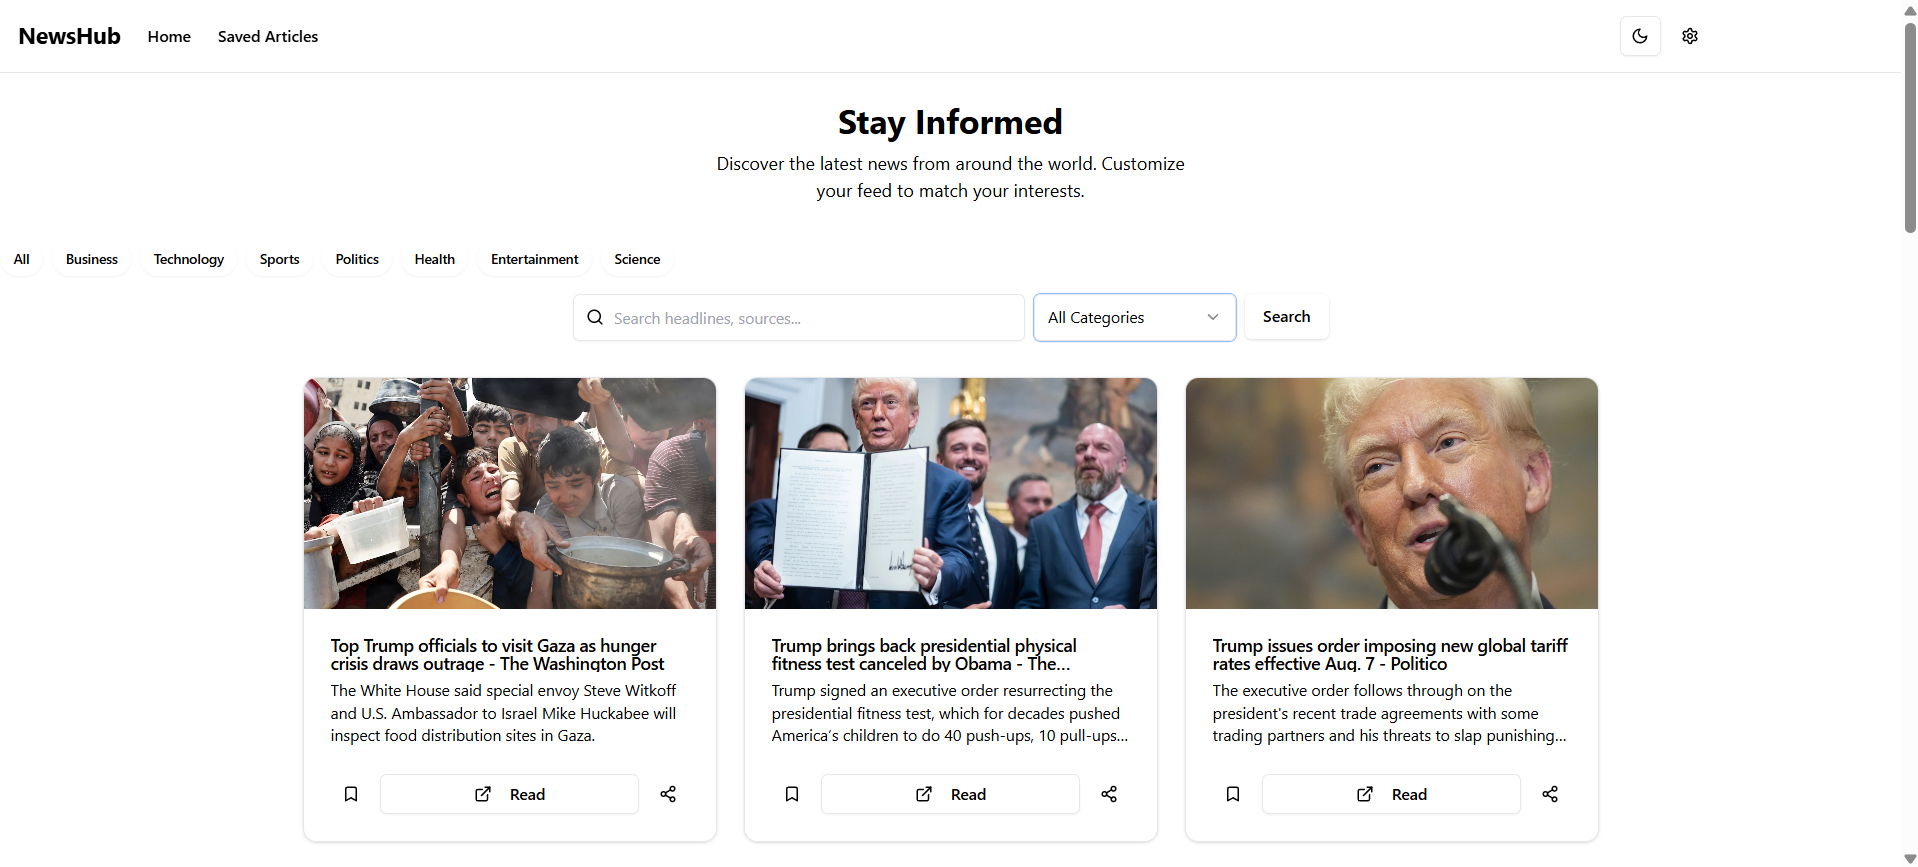 NewsHub
Home
Saved Articles
Stay Informed
Discover the latest news from around the world. Customize
your feed to match your interests.
All
Business
Technology
Sports
Politics
Health
Entertainment
Science
Search headlines, sources...
All Categories
Search
Top Trump officials to visit Gaza as hunger
crisis draws outrage - The Washington Post
The White House said special envoy Steve Witkoff
and U.S. Ambassador to Israel Mike Huckabee will
inspect food distribution sites in Gaza.
Read
Trump brings back presidential physical
fitness test canceled by Obama - The...
Trump signed an executive order resurrecting the
presidential fitness test, which for decades pushed
America’s children to do 40 push-ups, 10 pull-ups...
Read
Trump issues order imposing new global tariff
rates effective Aug. 7 - Politico
The executive order follows through on the
president's recent trade agreements with some
trading partners and his threats to slap punishing...
Read